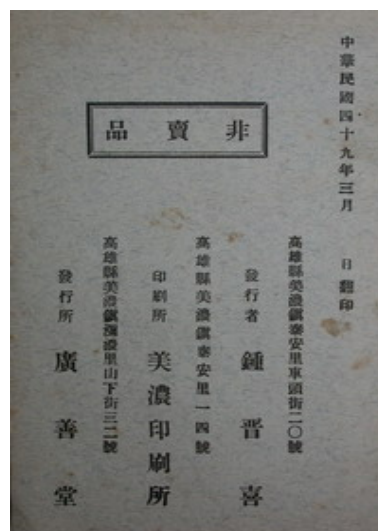 中華民國四十九年三月　日翻印
非賣品
高雄縣美濃鎮泰安里車頭街二〇號
發行者　鍾晋喜
高雄縣美濃鎮泰安里一四號
印刷所　美濃印刷所
高雄縣美濃鎮瀰濃里山下街三二號
發行所　廣善堂